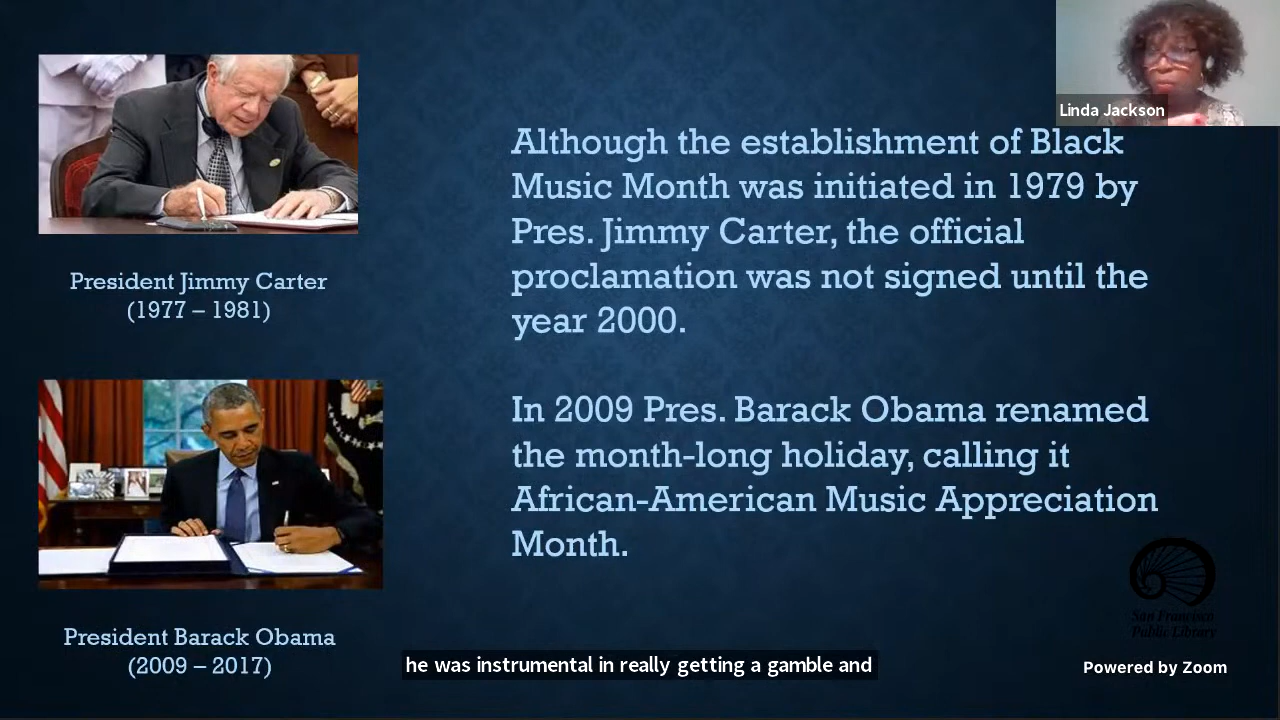 Linda Jackson
Although the establishment of Black
Music Month was initiated in 1979 by
Pres. Jimmy Carter, the official
proclamation was not signed until the
year 2000.
President Jimmy Carter
(1977 – 1981)
In 2009 Pres. Barack Obama renamed
the month-long holiday, calling it
African-American Music Appreciation
Month.
President Barack Obama
(2009 – 2017)
San Francisco
Public Library
he was instrumental in really getting a gamble and
Powered by Zoom